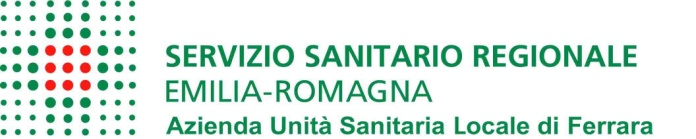 SERVIZIO SANITARIO REGIONALE
EMILIA-ROMAGNA
Azienda Unità Sanitaria Locale di Ferrara